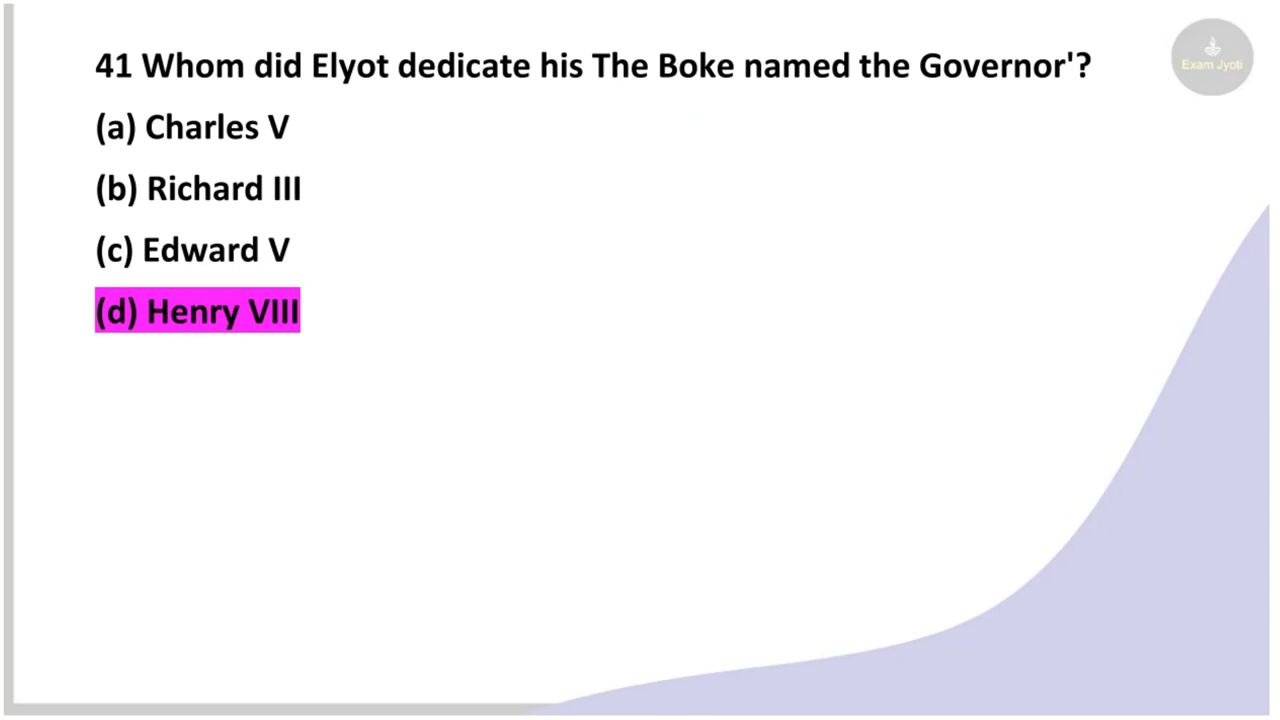 41 Whom did Elyot dedicate his The Boke named the Governor'?
Exam Jyoti
(a) Charles V
(b) Richard III
(c) Edward V
(d) Henry VIII